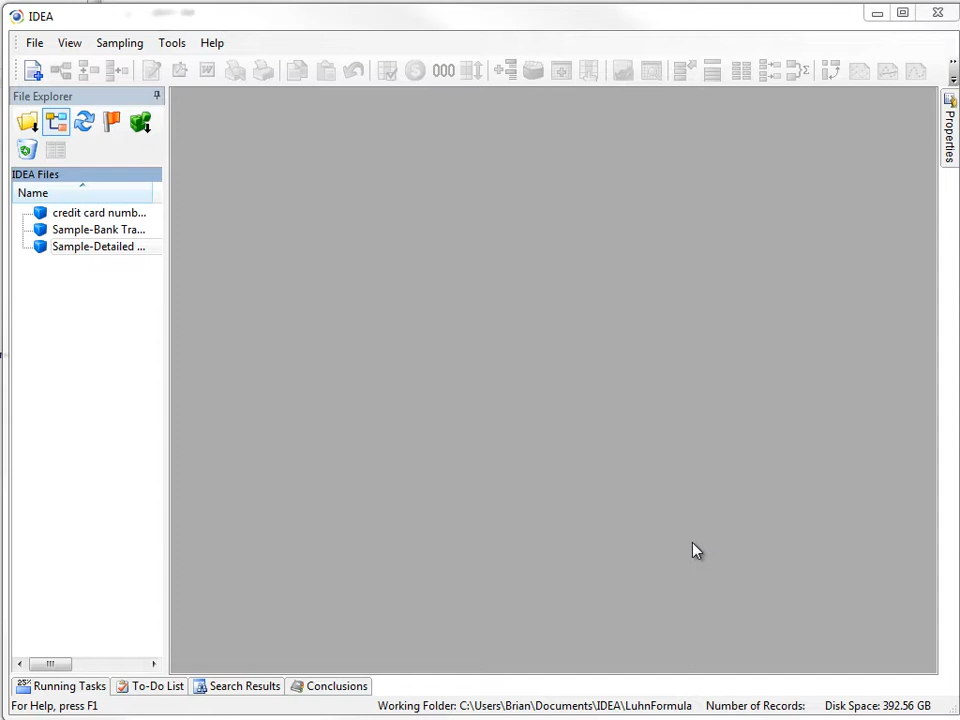 IDEA
File View Sampling Tools Help
000
File Explorer
IDEA Files
Name
credit card numb...
Sample-Bank Tra...
Sample-Detailed ...
Properties
25% Running Tasks To-Do List Search Results Conclusions
For Help, press F1 Working Folder: C:\Users\Brian\Documents\IDEA\LuhnFormula Number of Records: Disk Space: 392.56 GB